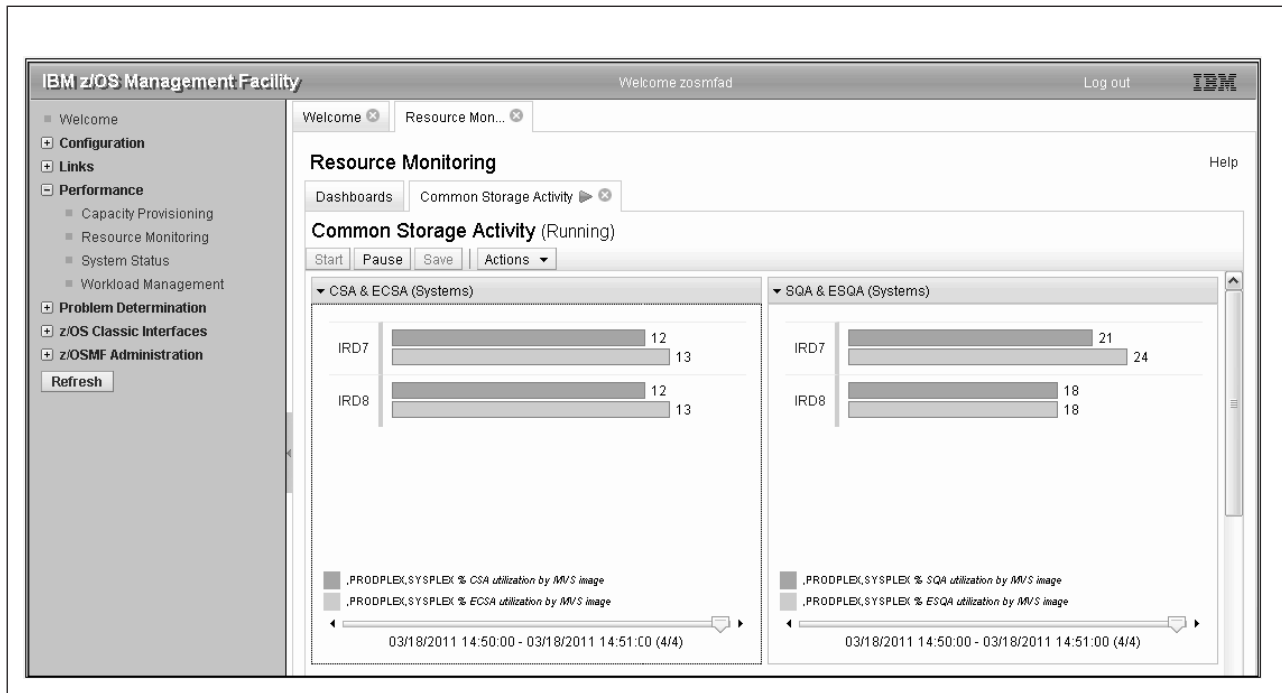 IBM z/OS Management Facility
Welcome zosmfad
Log out
IBM
Welcome
Configuration
Links
Performance
Capacity Provisioning
Resource Monitoring
System Status
Workload Management
Problem Determination
z/OS Classic Interfaces
z/OSMF Administration
Refresh
Welcome
Resource Mon...
Resource Monitoring
Help
Dashboards
Common Storage Activity
Common Storage Activity (Running)
Start Pause Save Actions
CSA & ECSA (Systems)
IRD7
12
13
IRD8
12
13
,PRODPLEX,SYSPLEX % CSA utilization by MVS image
,PRODPLEX,SYSPLEX % ECSA utilization by MVS image
03/18/2011 14:50:00 - 03/18/2011 14:51:00 (4/4)
SQA & ESQA (Systems)
IRD7
21
24
IRD8
18
18
,PRODPLEX,SYSPLEX % SQA utilization by MVS image
,PRODPLEX,SYSPLEX % ESQA utilization by MVS image
03/18/2011 14:50:00 - 03/18/2011 14:51:00 (4/4)